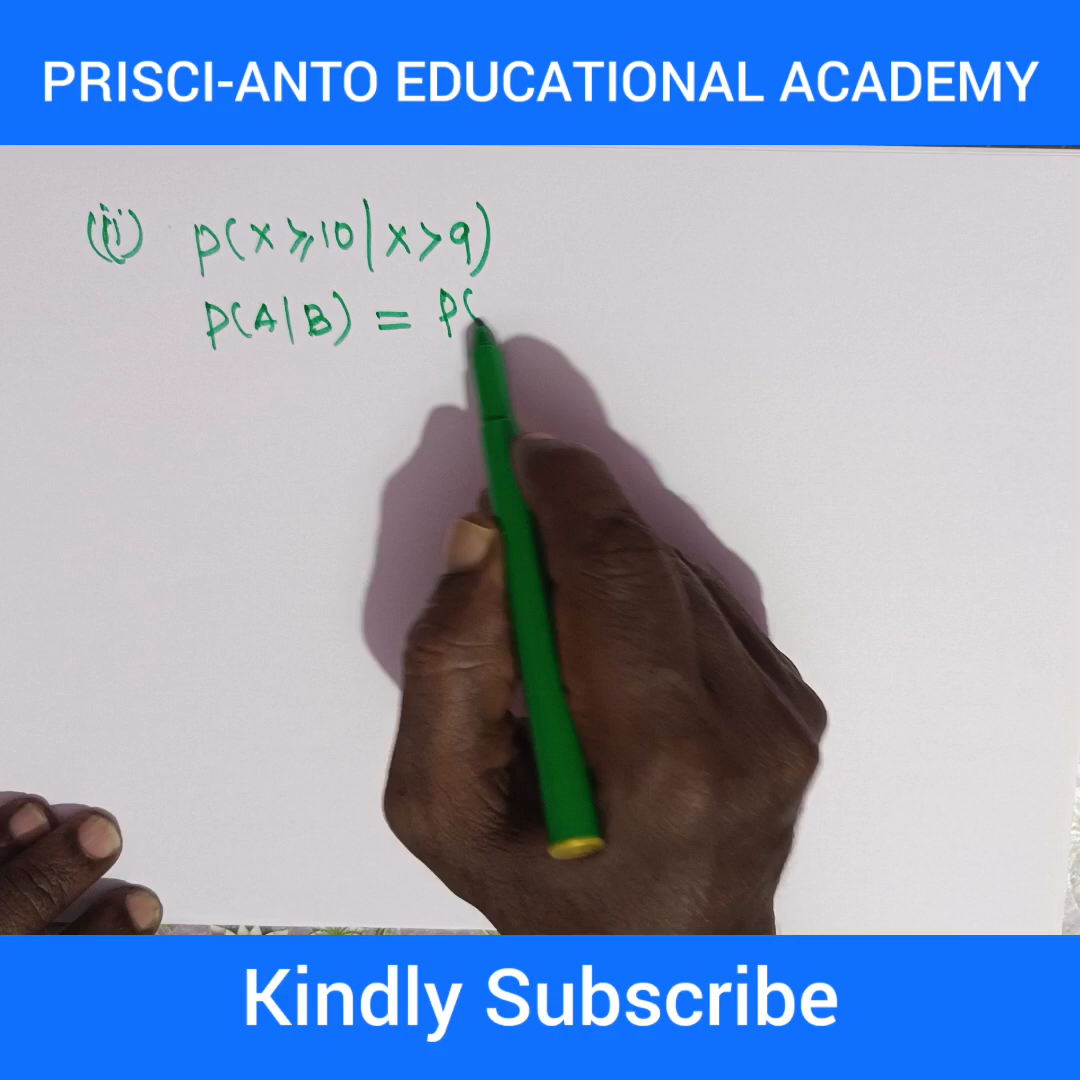 PRISCI-ANTO EDUCATIONAL ACADEMY
(ii) P(X ⩾ 10 | X > 9)
P(A | B) = P(
Kindly Subscribe